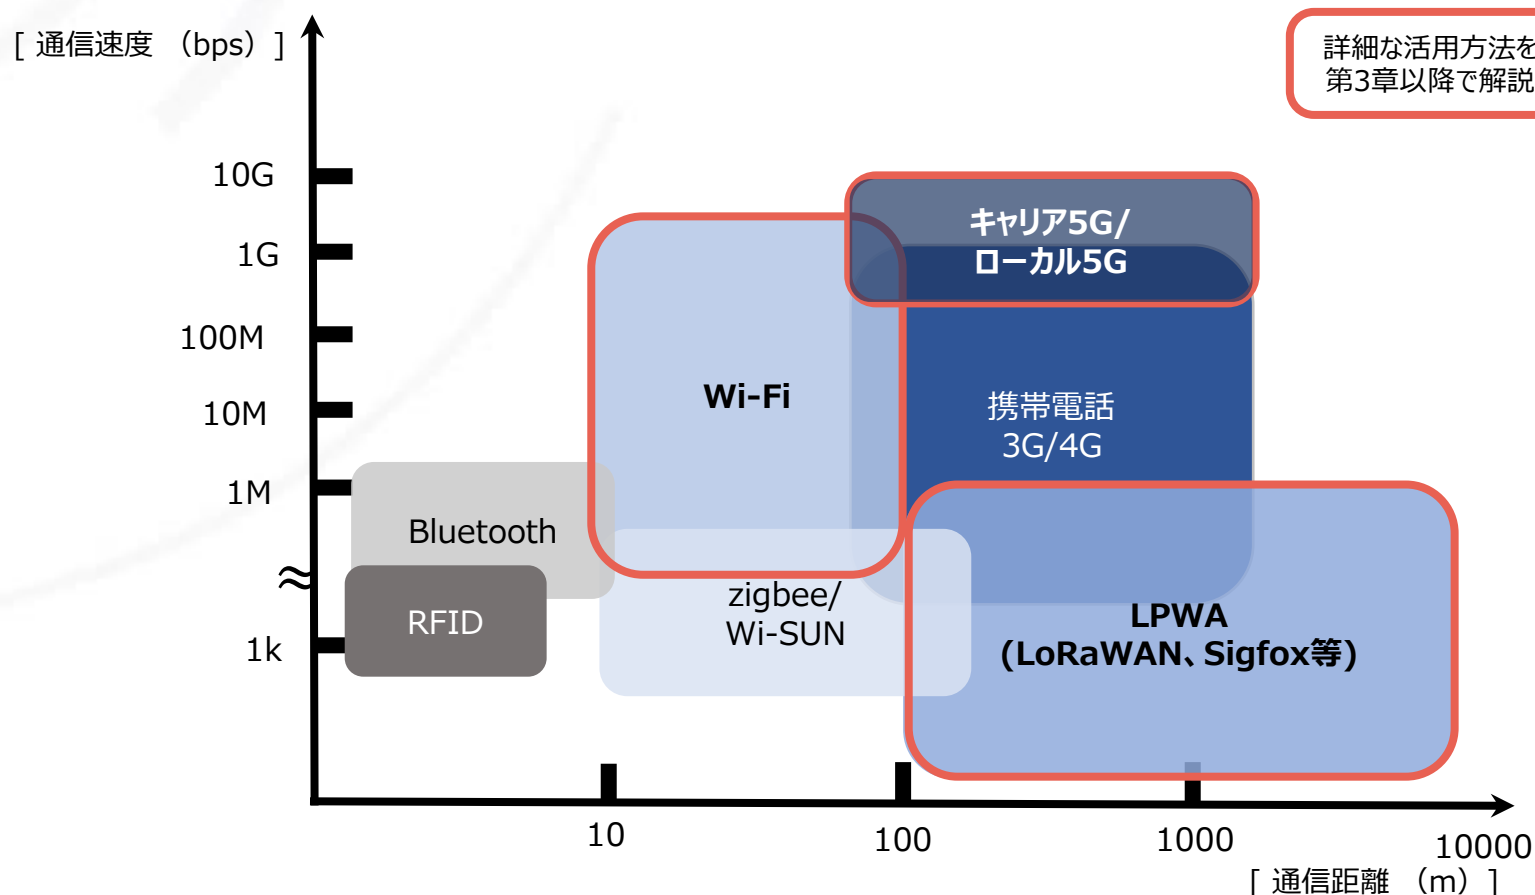 [ 通信速度 （bps）]
詳細な活用方法を
第3章以降で解説
10G
1G
100M
10M
1M
1k
キャリア5G/
ローカル5G
Wi-Fi
携帯電話
3G/4G
Bluetooth
RFID
zigbee/
Wi-SUN
LPWA
(LoRaWAN、Sigfox等)
≈
10
100
1000
10000
[ 通信距離 （m）]